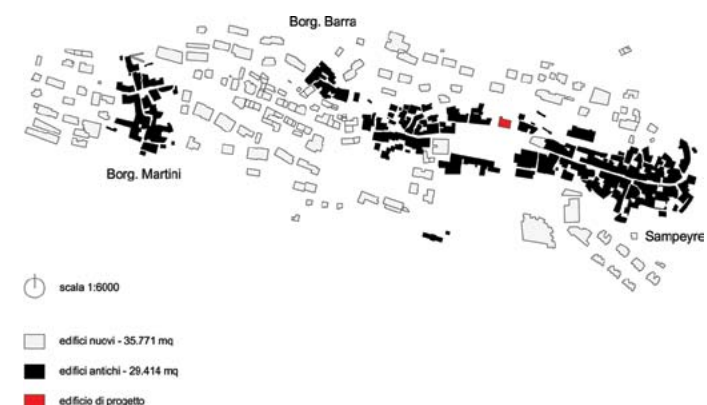 Borg. Barra
Borg. Martini
Sampeyre
scala 1:6000
edifici nuovi - 35.771 mq
edifici antichi - 29.414 mq
edificio di progetto